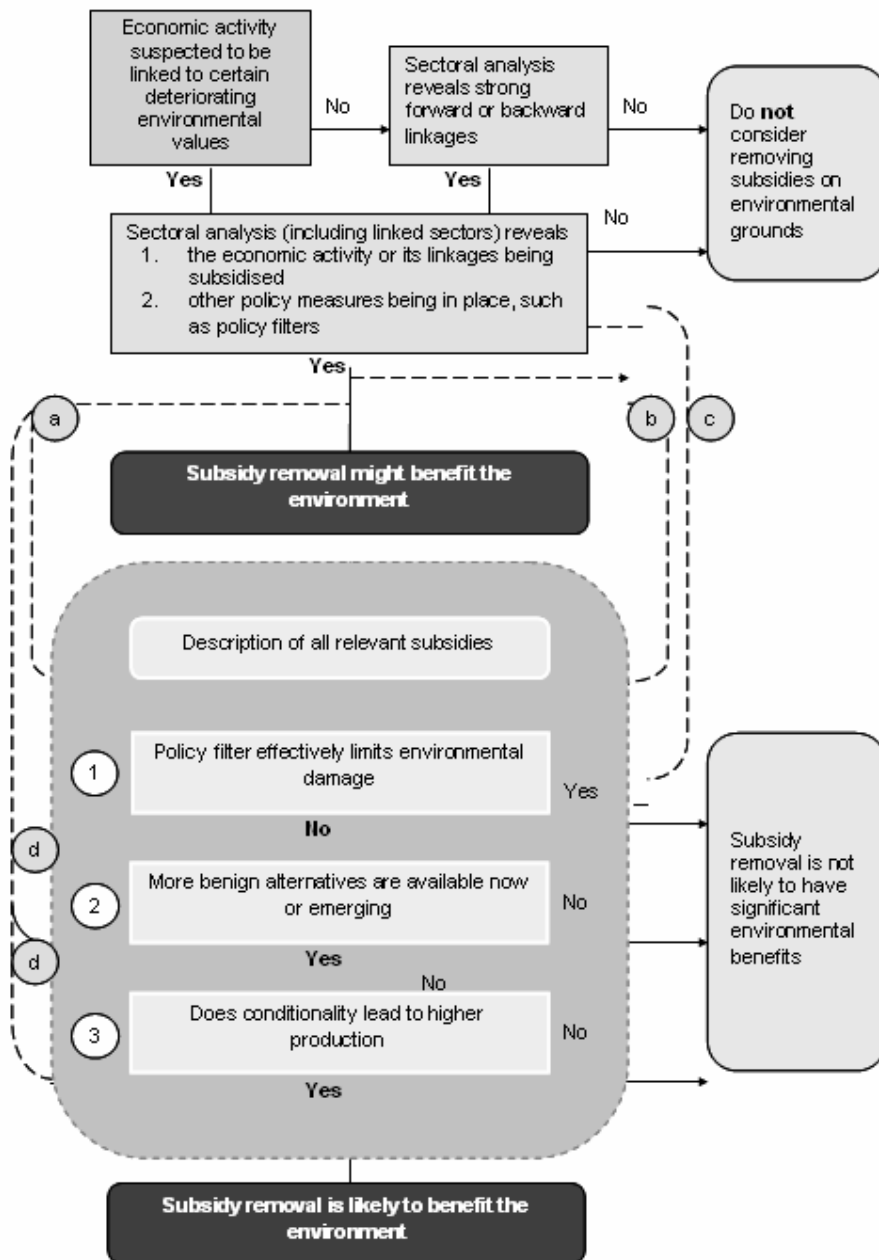 Economic activity
suspected to be
linked to certain
deteriorating
environmental
values
No
Sectoral analysis
reveals strong
forward or backward
linkages
No
Do not
consider
removing
subsidies on
environmental
grounds
Yes
Yes
Sectoral analysis (including linked sectors) reveals
1. the economic activity or its linkages being
subsidised
2. other policy measures being in place, such
as policy filters
No
Yes
a
b
c
Subsidy removal might benefit the
environment
Description of all relevant subsidies
1
Policy filter effectively limits environmental
damage
Yes
No
d
2
More benign alternatives are available now
or emerging
No
Yes
d
No
3
Does conditionality lead to higher
production
No
Yes
Subsidy
removal is not
likely to have
significant
environmental
benefits
Subsidy removal is likely to benefit the
environment